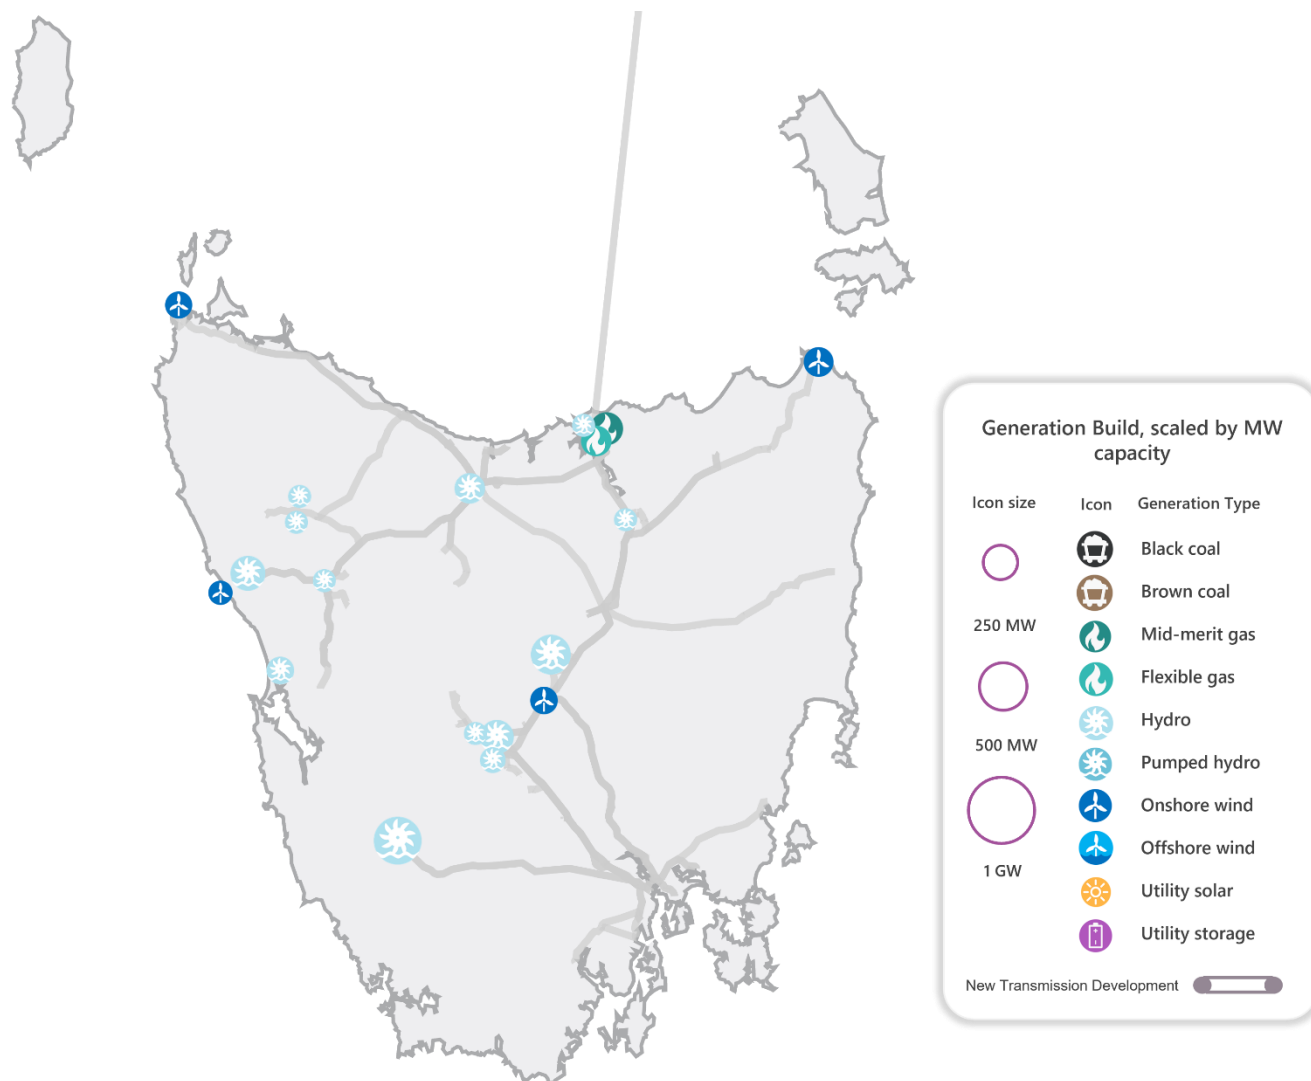 Generation Build, scaled by MW
capacity
Icon size
Icon
Generation Type
Black coal
Brown coal
250 MW
Mid-merit gas
Flexible gas
Hydro
500 MW
Pumped hydro
Onshore wind
Offshore wind
1 GW
Utility solar
Utility storage
New Transmission Development